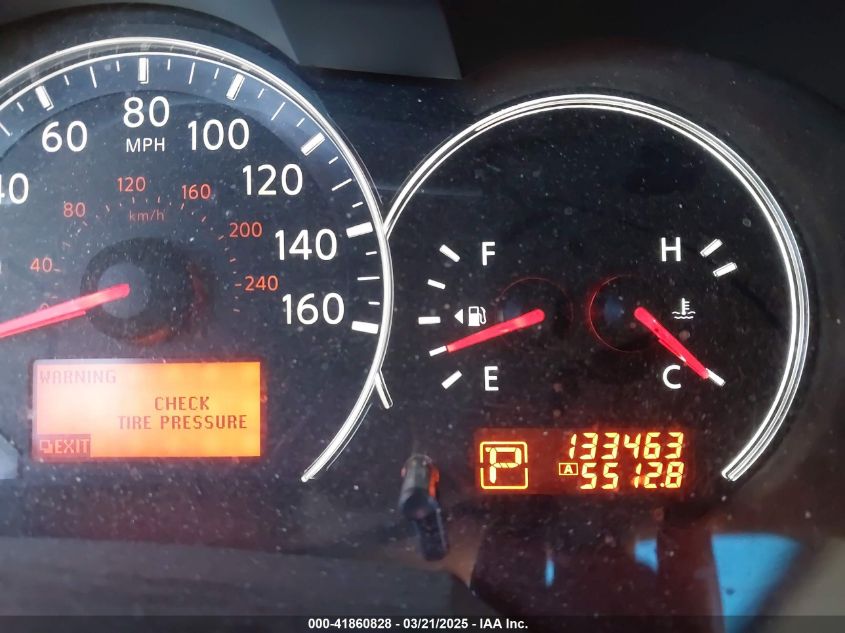 80
60 100
MPH
40 120
120
80 160
km/h
200
140
40 240
160
F H
E C
WARNING
CHECK
TIRE PRESSURE
EXIT
P 133463
A 5512.8
000-41860828 - 03/21/2025 - IAA Inc.